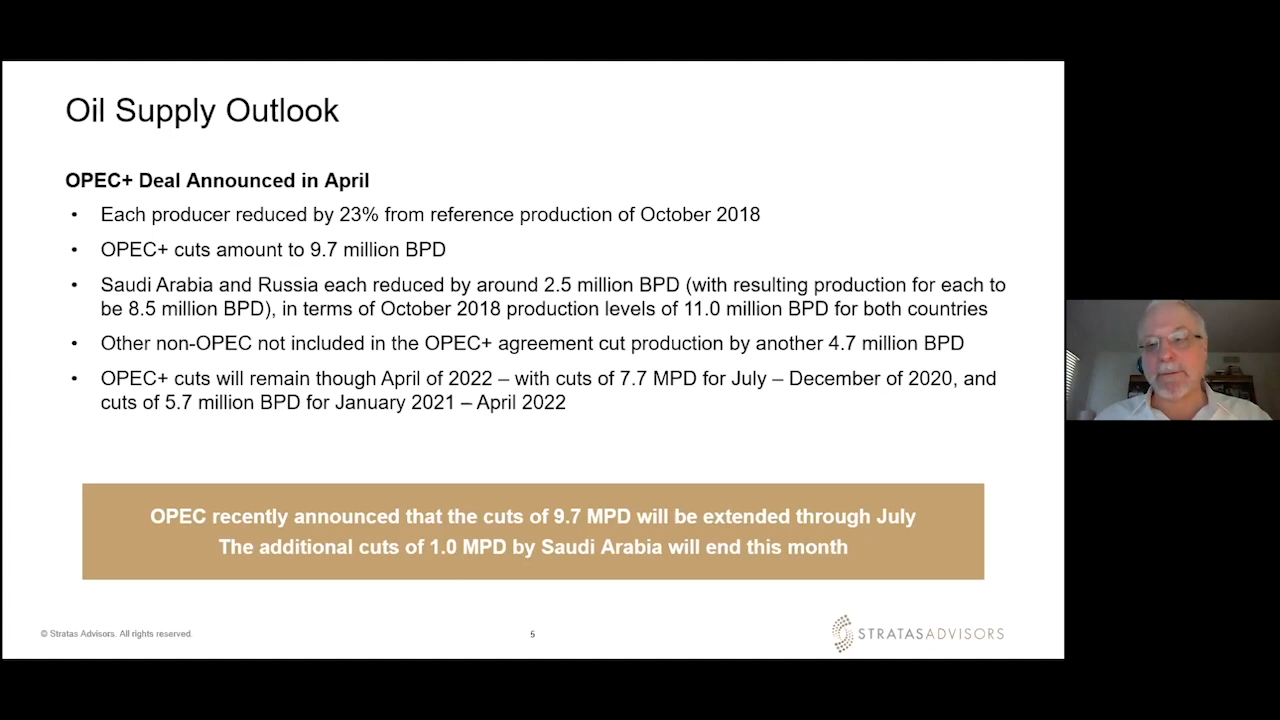 Oil Supply Outlook
OPEC+ Deal Announced in April
• Each producer reduced by 23% from reference production of October 2018
• OPEC+ cuts amount to 9.7 million BPD
• Saudi Arabia and Russia each reduced by around 2.5 million BPD (with resulting production for each to
be 8.5 million BPD), in terms of October 2018 production levels of 11.0 million BPD for both countries
• Other non-OPEC not included in the OPEC+ agreement cut production by another 4.7 million BPD
• OPEC+ cuts will remain though April of 2022 – with cuts of 7.7 MPD for July – December of 2020, and
cuts of 5.7 million BPD for January 2021 – April 2022
OPEC recently announced that the cuts of 9.7 MPD will be extended through July
The additional cuts of 1.0 MPD by Saudi Arabia will end this month
© Stratas Advisors. All rights reserved.
5
STRATASADVISORS